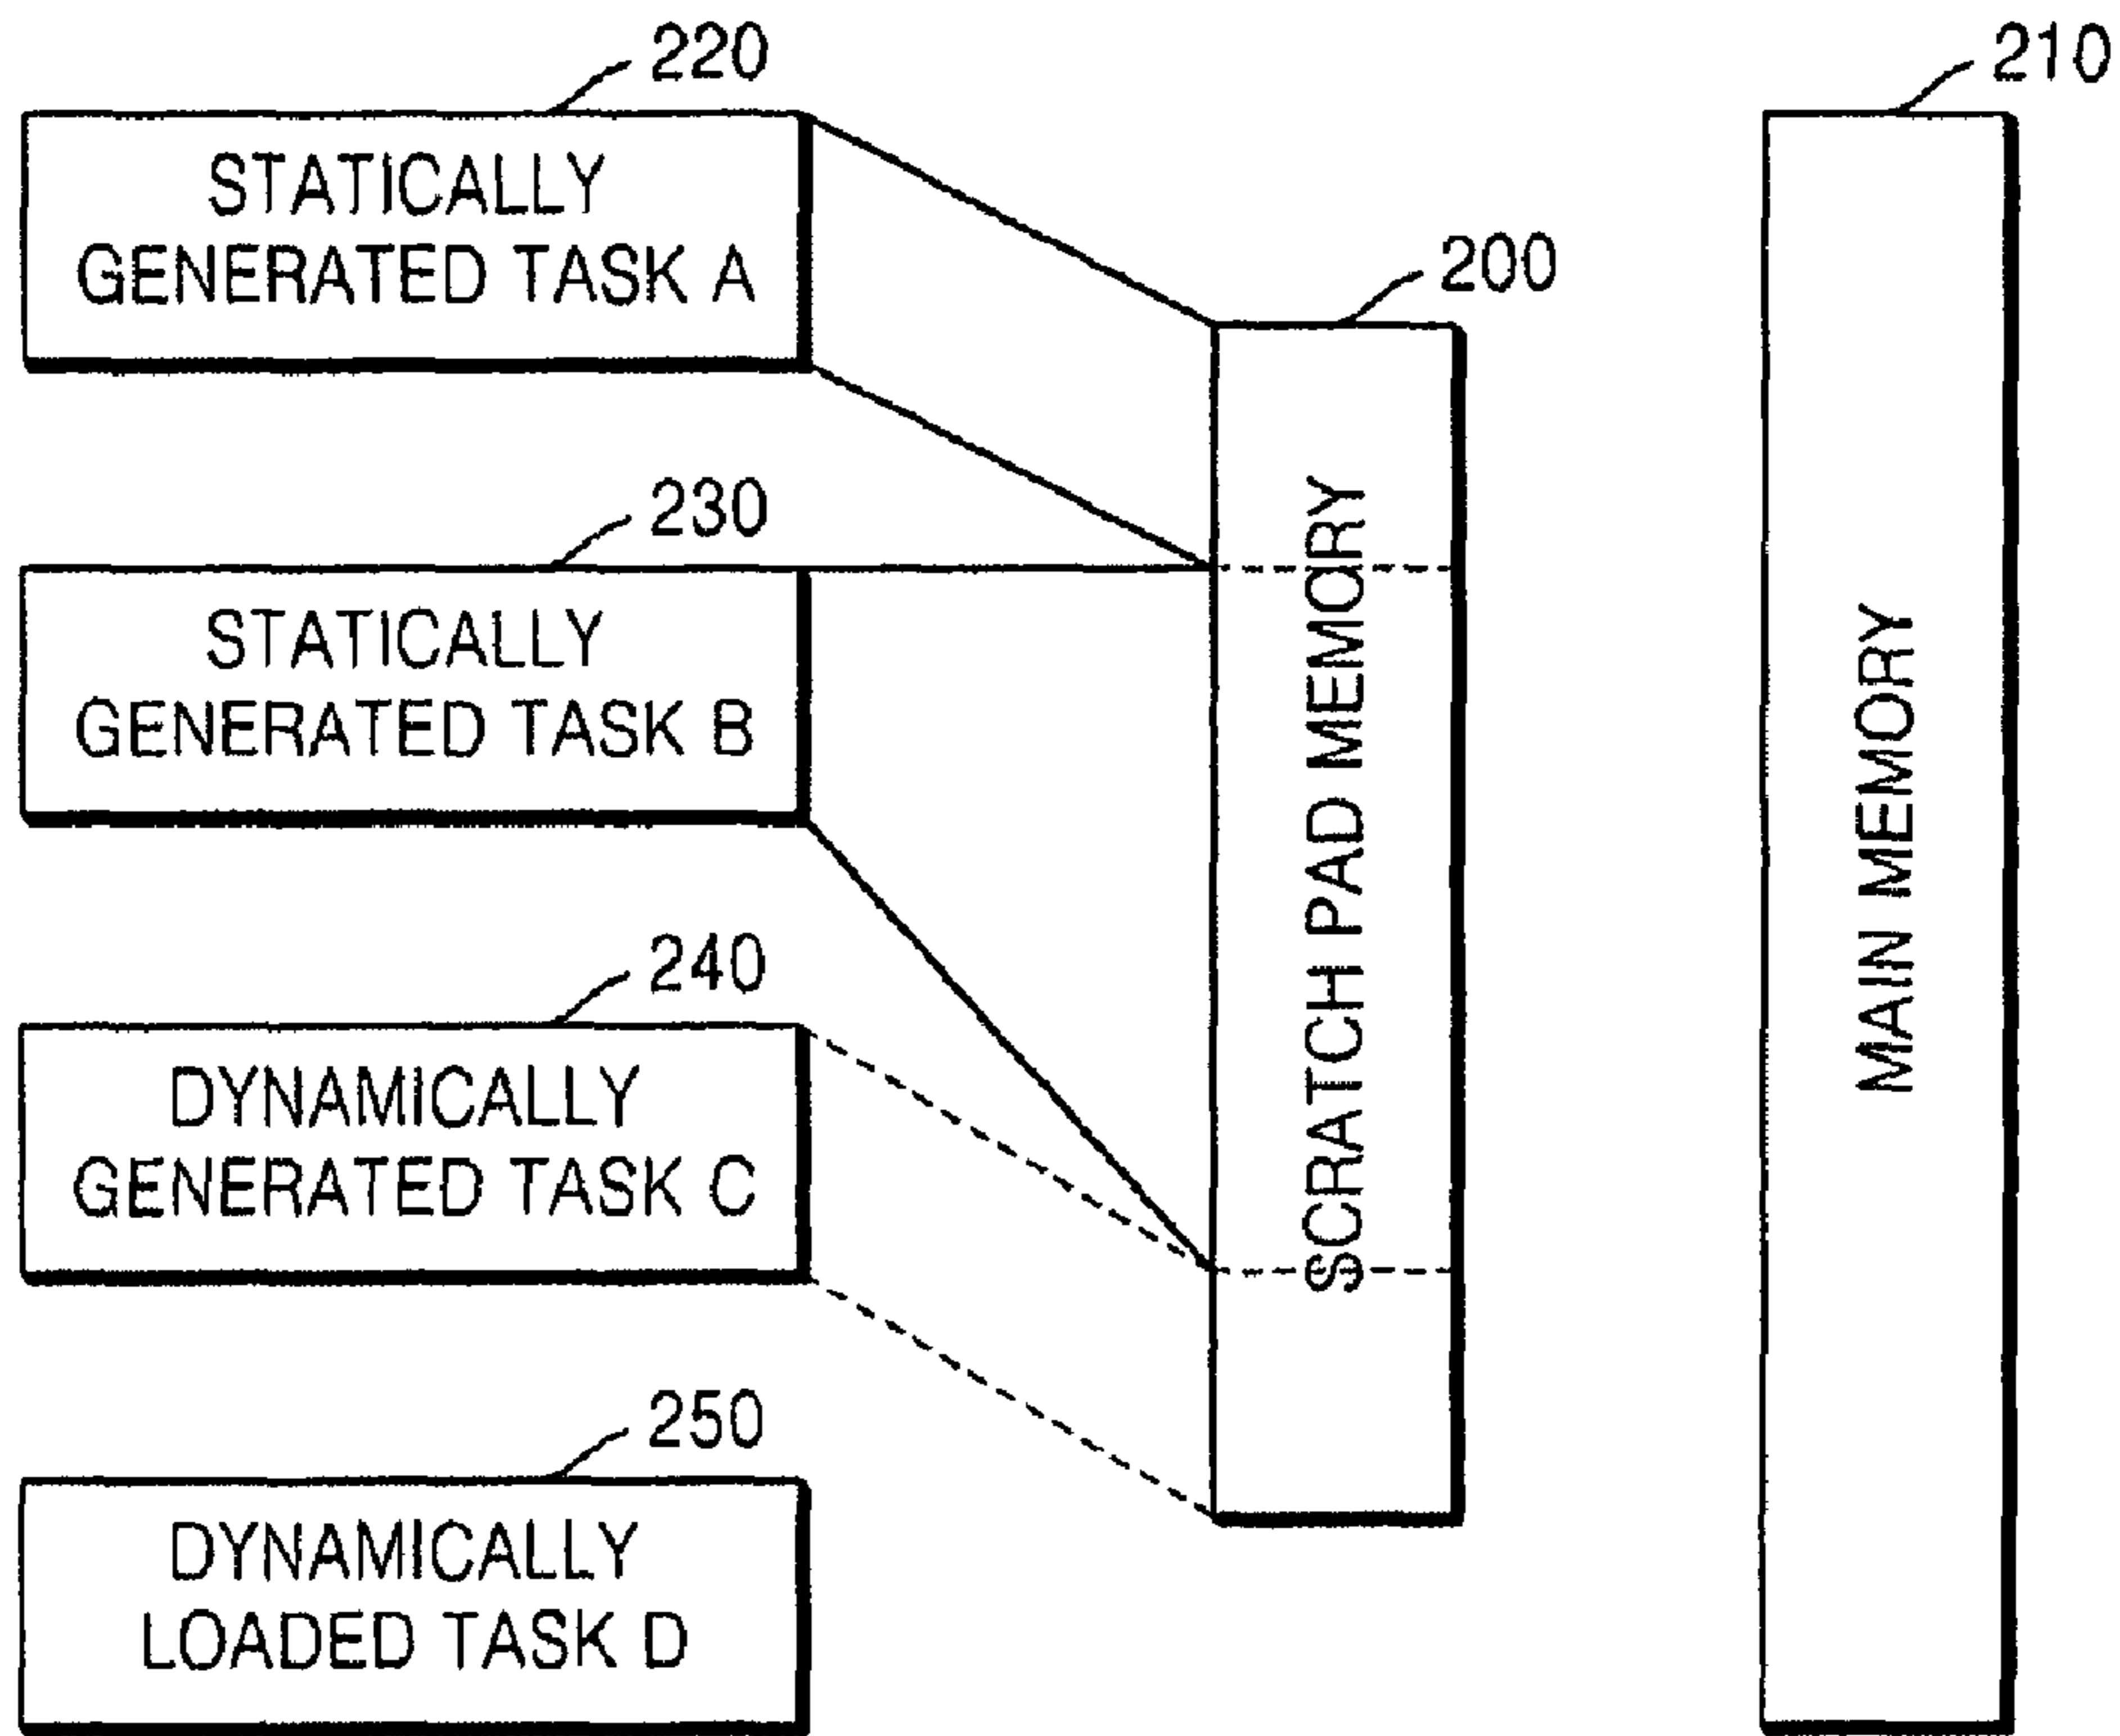 220
STATICALLY
GENERATED TASK A
230
STATICALLY
GENERATED TASK B
240
DYNAMICALLY
GENERATED TASK C
250
DYNAMICALLY
LOADED TASK D
200
SCRATCH PAD MEMORY
210
MAIN MEMORY